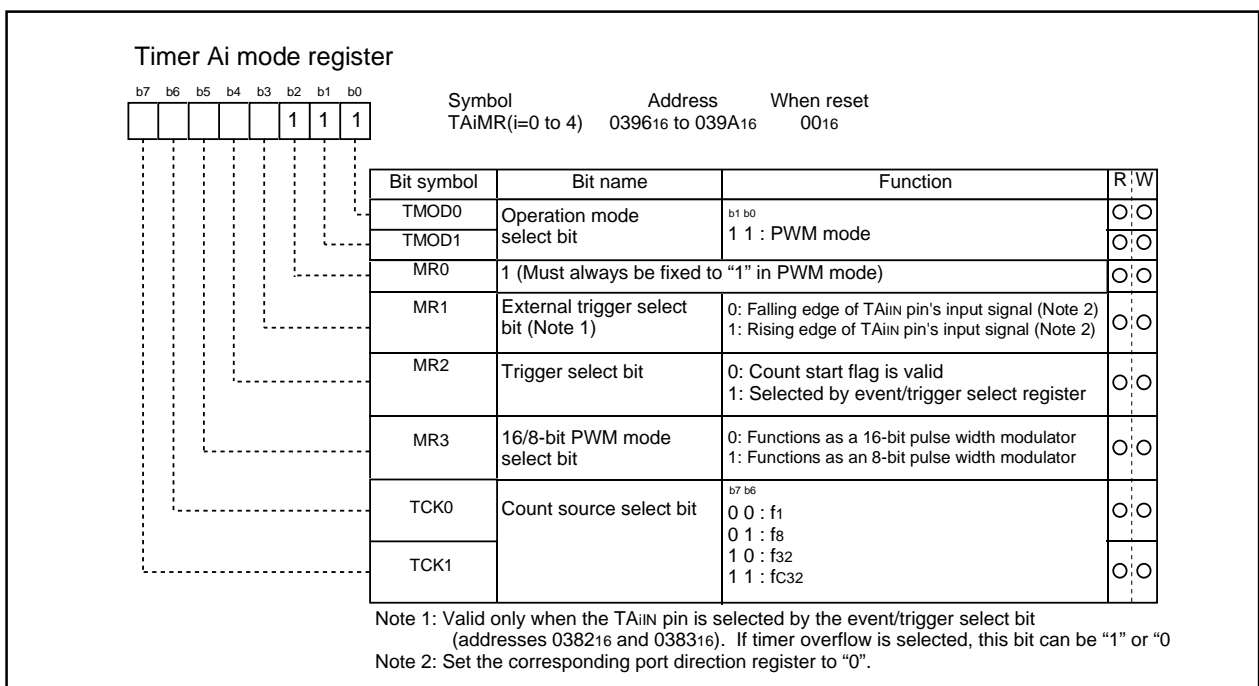 Timer Ai mode register
b7 b6 b5 b4 b3 b2 b1 b0
1 1 1
Symbol Address When reset
TAiMR(i=0 to 4) 039616 to 039A16 0016
Bit symbol Bit name Function R W
TMOD0
TMOD1
Operation mode
select bit
b1 b0
1 1 : PWM mode
MR0 1 (Must always be fixed to “1” in PWM mode)
MR1 External trigger select
bit (Note 1)
0: Falling edge of TAiIN pin's input signal (Note 2)
1: Rising edge of TAiIN pin's input signal (Note 2)
MR2 Trigger select bit
0: Count start flag is valid
1: Selected by event/trigger select register
MR3 16/8-bit PWM mode
select bit
0: Functions as a 16-bit pulse width modulator
1: Functions as an 8-bit pulse width modulator
TCK0
TCK1
Count source select bit
b7 b6
0 0 : f1
0 1 : f8
1 0 : f32
1 1 : fC32
Note 1: Valid only when the TAiIN pin is selected by the event/trigger select bit
(addresses 038216 and 038316). If timer overflow is selected, this bit can be “1” or “0
Note 2: Set the corresponding port direction register to “0”.